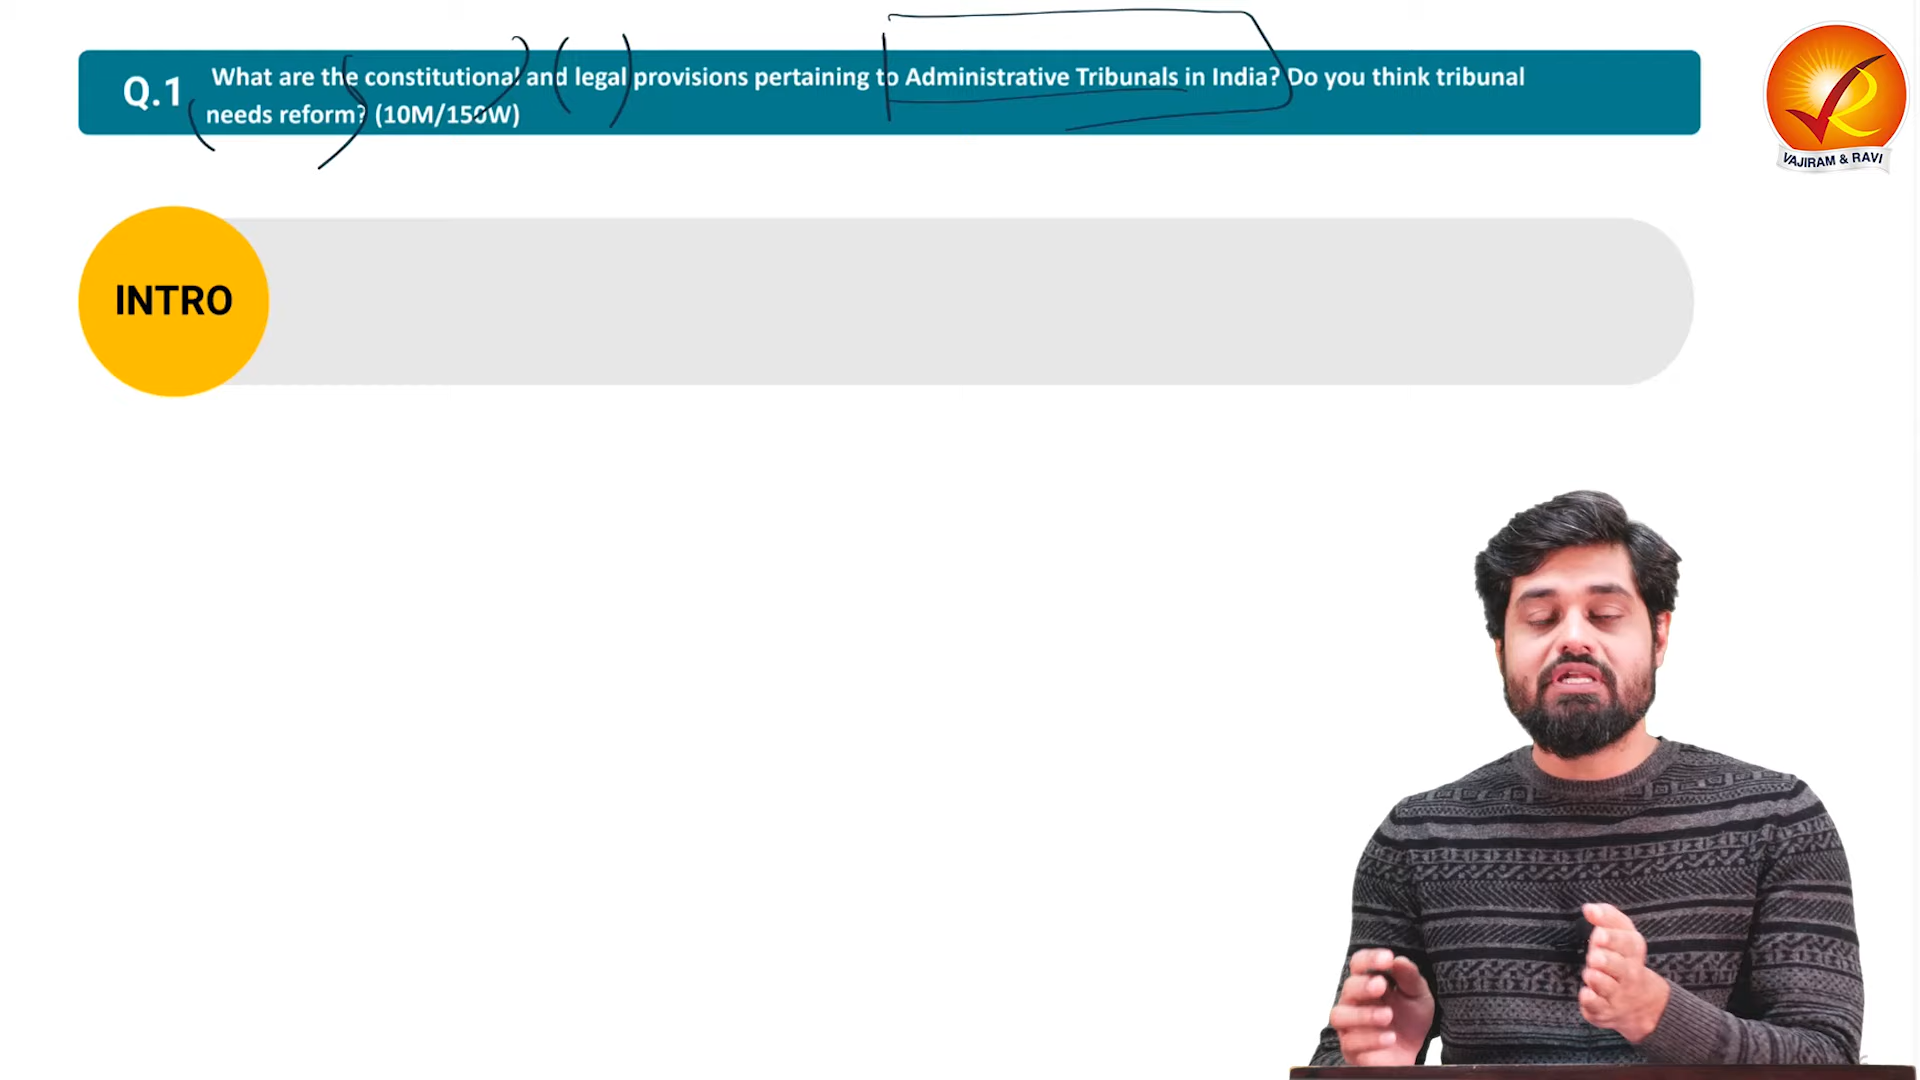 Q.1 What are the constitutional and legal provisions pertaining to Administrative Tribunals in India? Do you think tribunal
needs reform? (10M/150W)
VAJIRAM & RAVI
INTRO